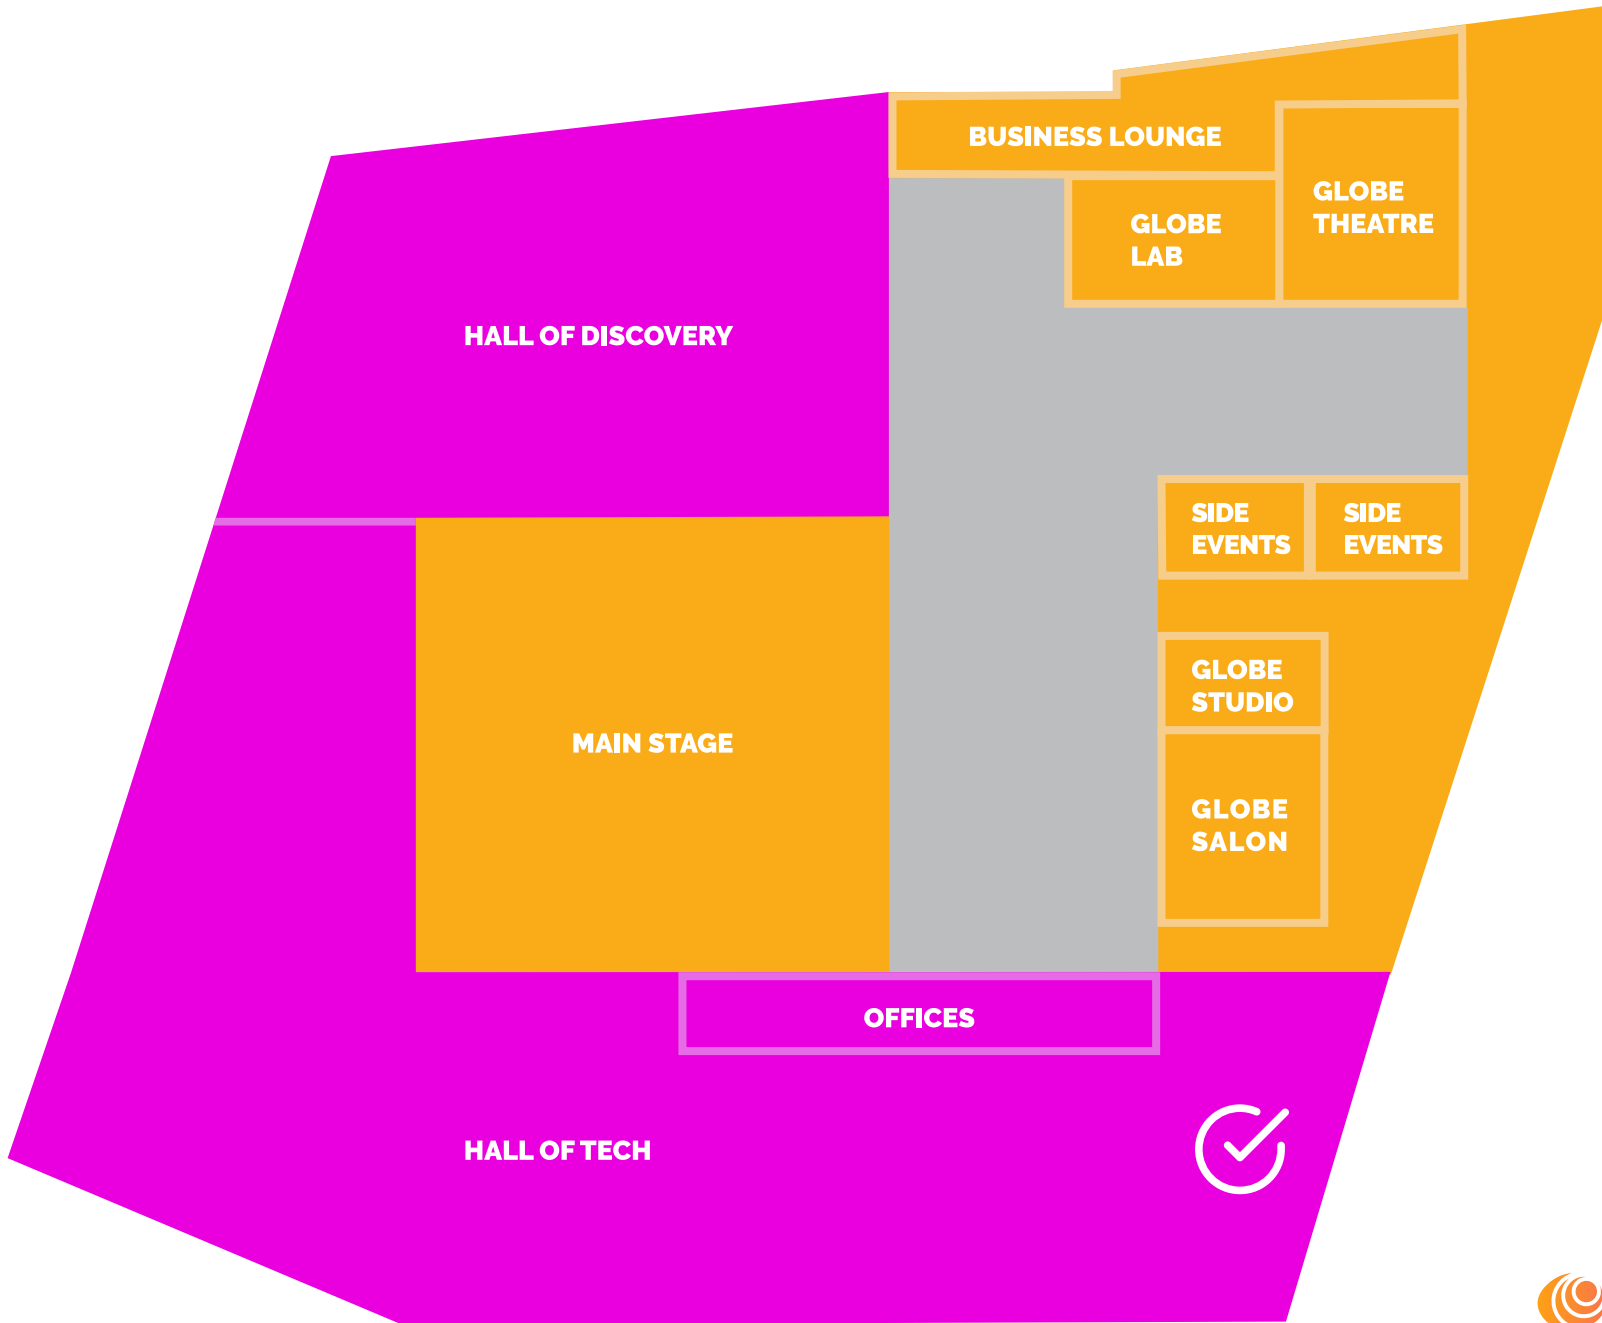 BUSINESS LOUNGE
GLOBE
THEATRE
GLOBE
LAB
HALL OF DISCOVERY
SIDE
EVENTS
SIDE
EVENTS
GLOBE
STUDIO
MAIN STAGE
GLOBE
SALON
OFFICES
HALL OF TECH